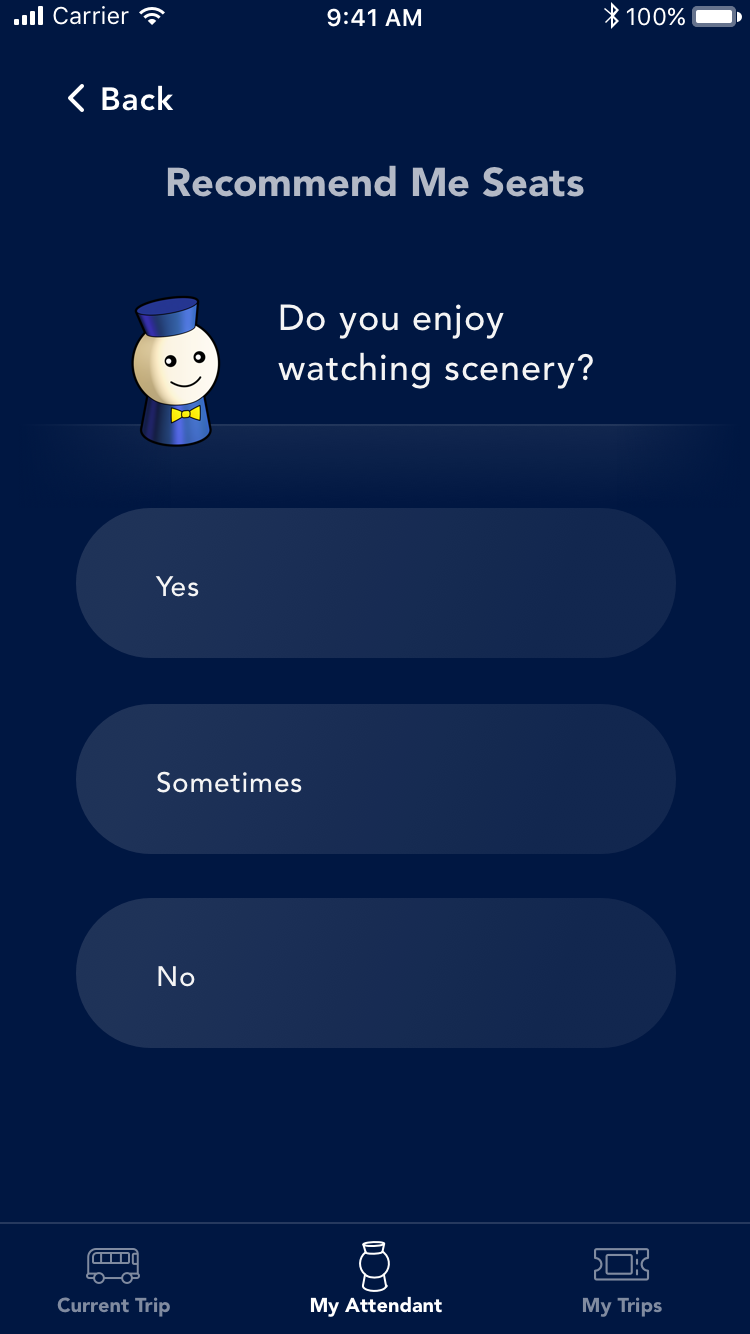 Carrier 9:41 AM 100%
Back
Recommend Me Seats
Do you enjoy
watching scenery?
Yes
Sometimes
No
Current Trip My Attendant My Trips